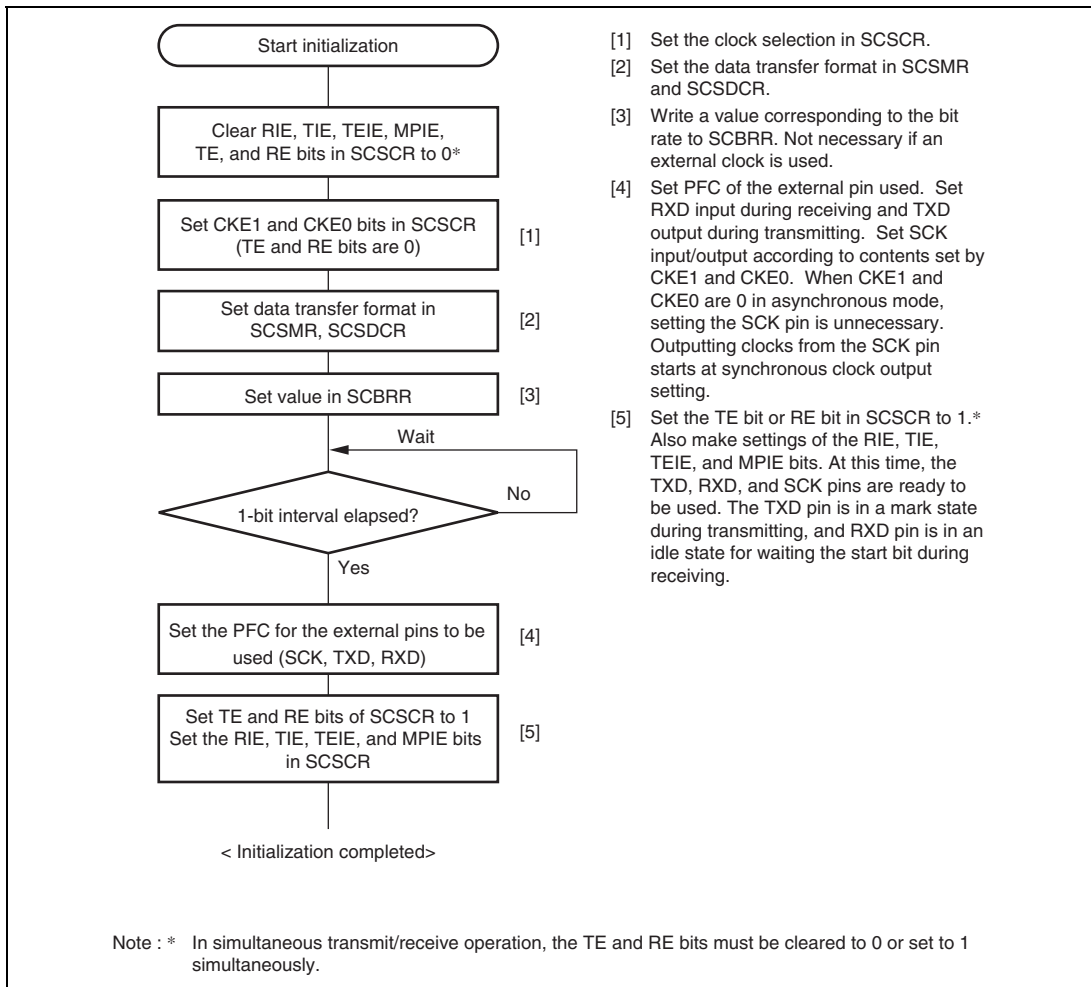 Start initialization
Clear RIE, TIE, TEIE, MPIE,
TE, and RE bits in SCSCR to 0*
Set CKE1 and CKE0 bits in SCSCR
(TE and RE bits are 0)
[1]
Set data transfer format in
SCSMR, SCSDCR
[2]
Set value in SCBRR
[3]
Wait
No
1-bit interval elapsed?
Yes
Set the PFC for the external pins to be
used (SCK, TXD, RXD)
[4]
Set TE and RE bits of SCSCR to 1
Set the RIE, TIE, TEIE, and MPIE bits
in SCSCR
[5]
< Initialization completed>
[1] Set the clock selection in SCSCR.
[2] Set the data transfer format in SCSMR
and SCSDCR.
[3] Write a value corresponding to the bit
rate to SCBRR. Not necessary if an
external clock is used.
[4] Set PFC of the external pin used. Set
RXD input during receiving and TXD
output during transmitting. Set SCK
input/output according to contents set by
CKE1 and CKE0. When CKE1 and
CKE0 are 0 in asynchronous mode,
setting the SCK pin is unnecessary.
Outputting clocks from the SCK pin
starts at synchronous clock output
setting.
[5] Set the TE bit or RE bit in SCSCR to 1.*
Also make settings of the RIE, TIE,
TEIE, and MPIE bits. At this time, the
TXD, RXD, and SCK pins are ready to
be used. The TXD pin is in a mark state
during transmitting, and RXD pin is in an
idle state for waiting the start bit during
receiving.
Note : * In simultaneous transmit/receive operation, the TE and RE bits must be cleared to 0 or set to 1
simultaneously.